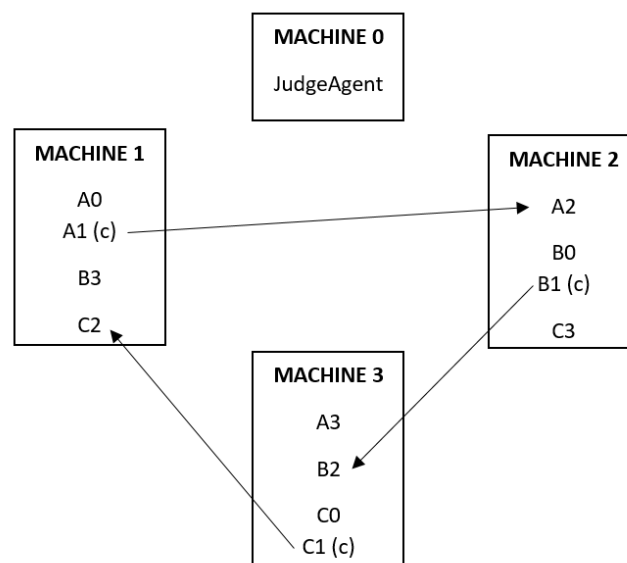 MACHINE 0
JudgeAgent
MACHINE 1
A0
A1 (c)
B3
C2
MACHINE 2
A2
B0
B1 (c)
C3
MACHINE 3
A3
B2
C0
C1 (c)